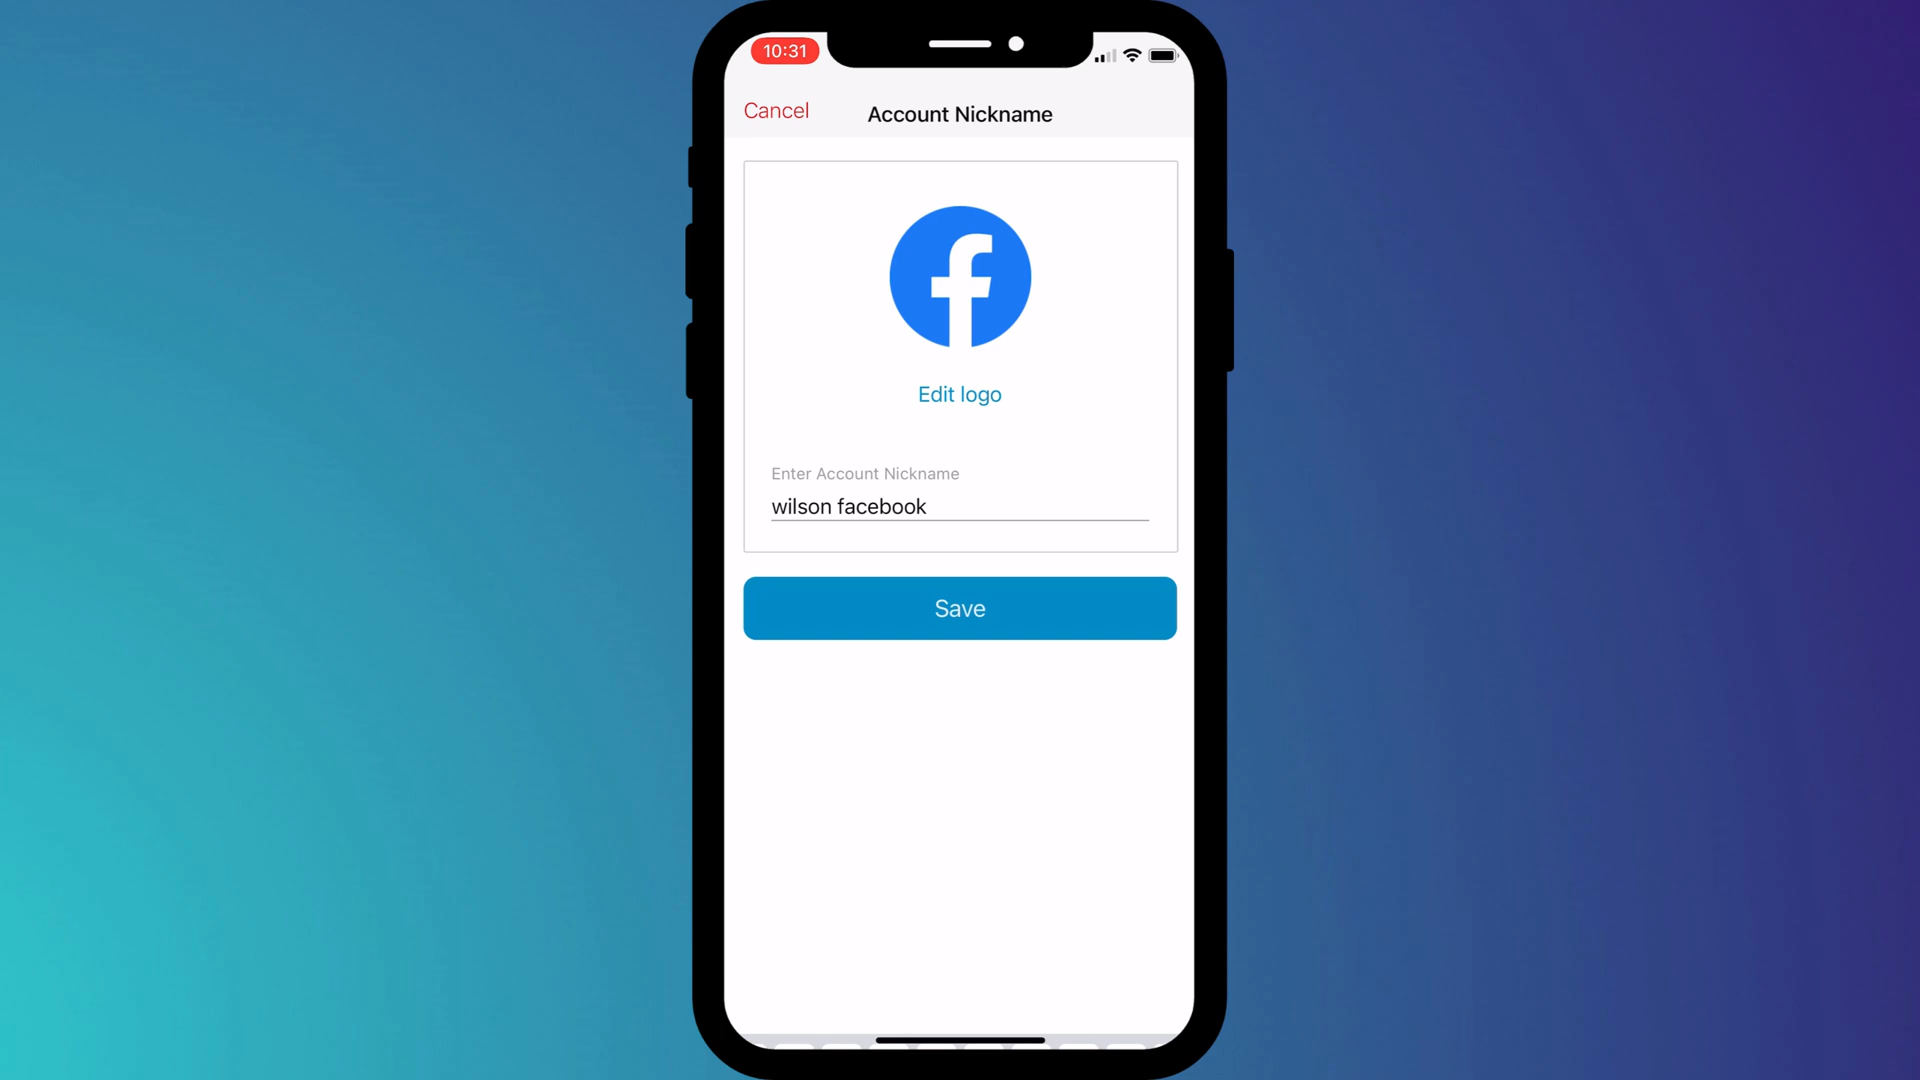 10:31
Cancel
Account Nickname
Edit logo
Enter Account Nickname
wilson facebook
Save